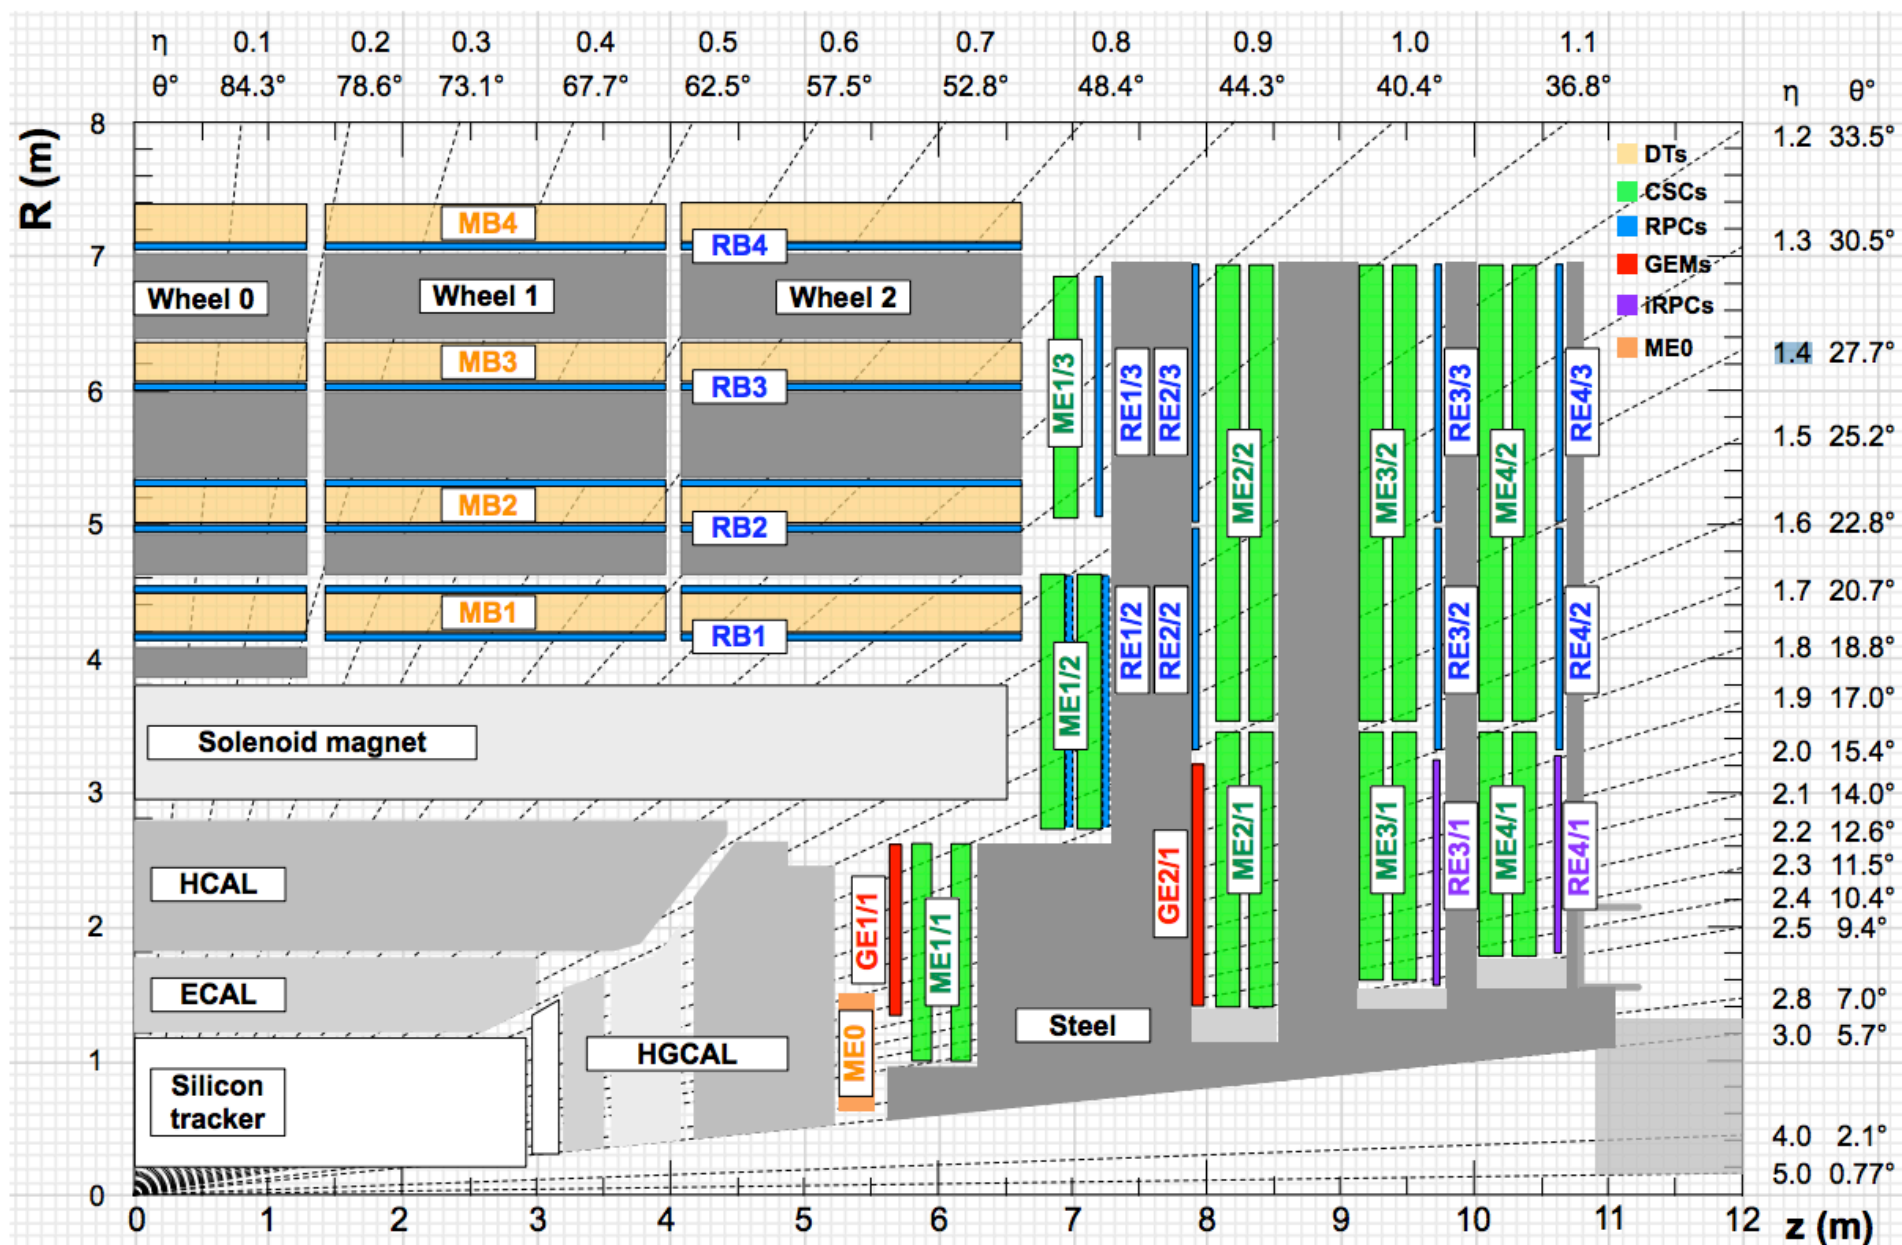 η 0.1 0.2 0.3 0.4 0.5 0.6 0.7 0.8 0.9 1.0 1.1
θ° 84.3° 78.6° 73.1° 67.7° 62.5° 57.5° 52.8° 48.4° 44.3° 40.4° 36.8°
η θ°
1.2 33.5°
1.3 30.5°
1.4 27.7°
1.5 25.2°
1.6 22.8°
1.7 20.7°
1.8 18.8°
1.9 17.0°
2.0 15.4°
2.1 14.0°
2.2 12.6°
2.3 11.5°
2.4 10.4°
2.5 9.4°
2.8 7.0°
3.0 5.7°
4.0 2.1°
5.0 0.77°
DTs
CSCs
RPCs
GEMs
iRPCs
ME0
R (m)
8
7
6
5
4
3
2
1
0
MB4
RB4
Wheel 0
Wheel 1
Wheel 2
MB3
RB3
MB2
RB2
MB1
RB1
Solenoid magnet
HCAL
ECAL
Silicon
tracker
HGCAL
Steel
ME0
GE1/1
ME1/1
ME1/2
ME1/3
RE1/3
RE2/3
RE1/2
RE2/2
GE2/1
ME2/2
ME2/1
ME3/2
ME3/1
RE3/3
RE3/2
RE3/1
ME4/2
ME4/1
RE4/3
RE4/2
RE4/1
0 1 2 3 4 5 6 7 8 9 10 11 12
z (m)